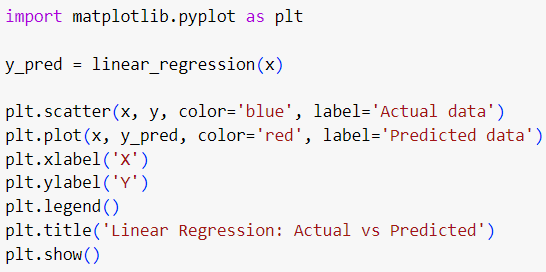 import matplotlib.pyplot as plt
y_pred = linear_regression(x)
plt.scatter(x, y, color='blue', label='Actual data')
plt.plot(x, y_pred, color='red', label='Predicted data')
plt.xlabel('X')
plt.ylabel('Y')
plt.legend()
plt.title('Linear Regression: Actual vs Predicted')
plt.show()